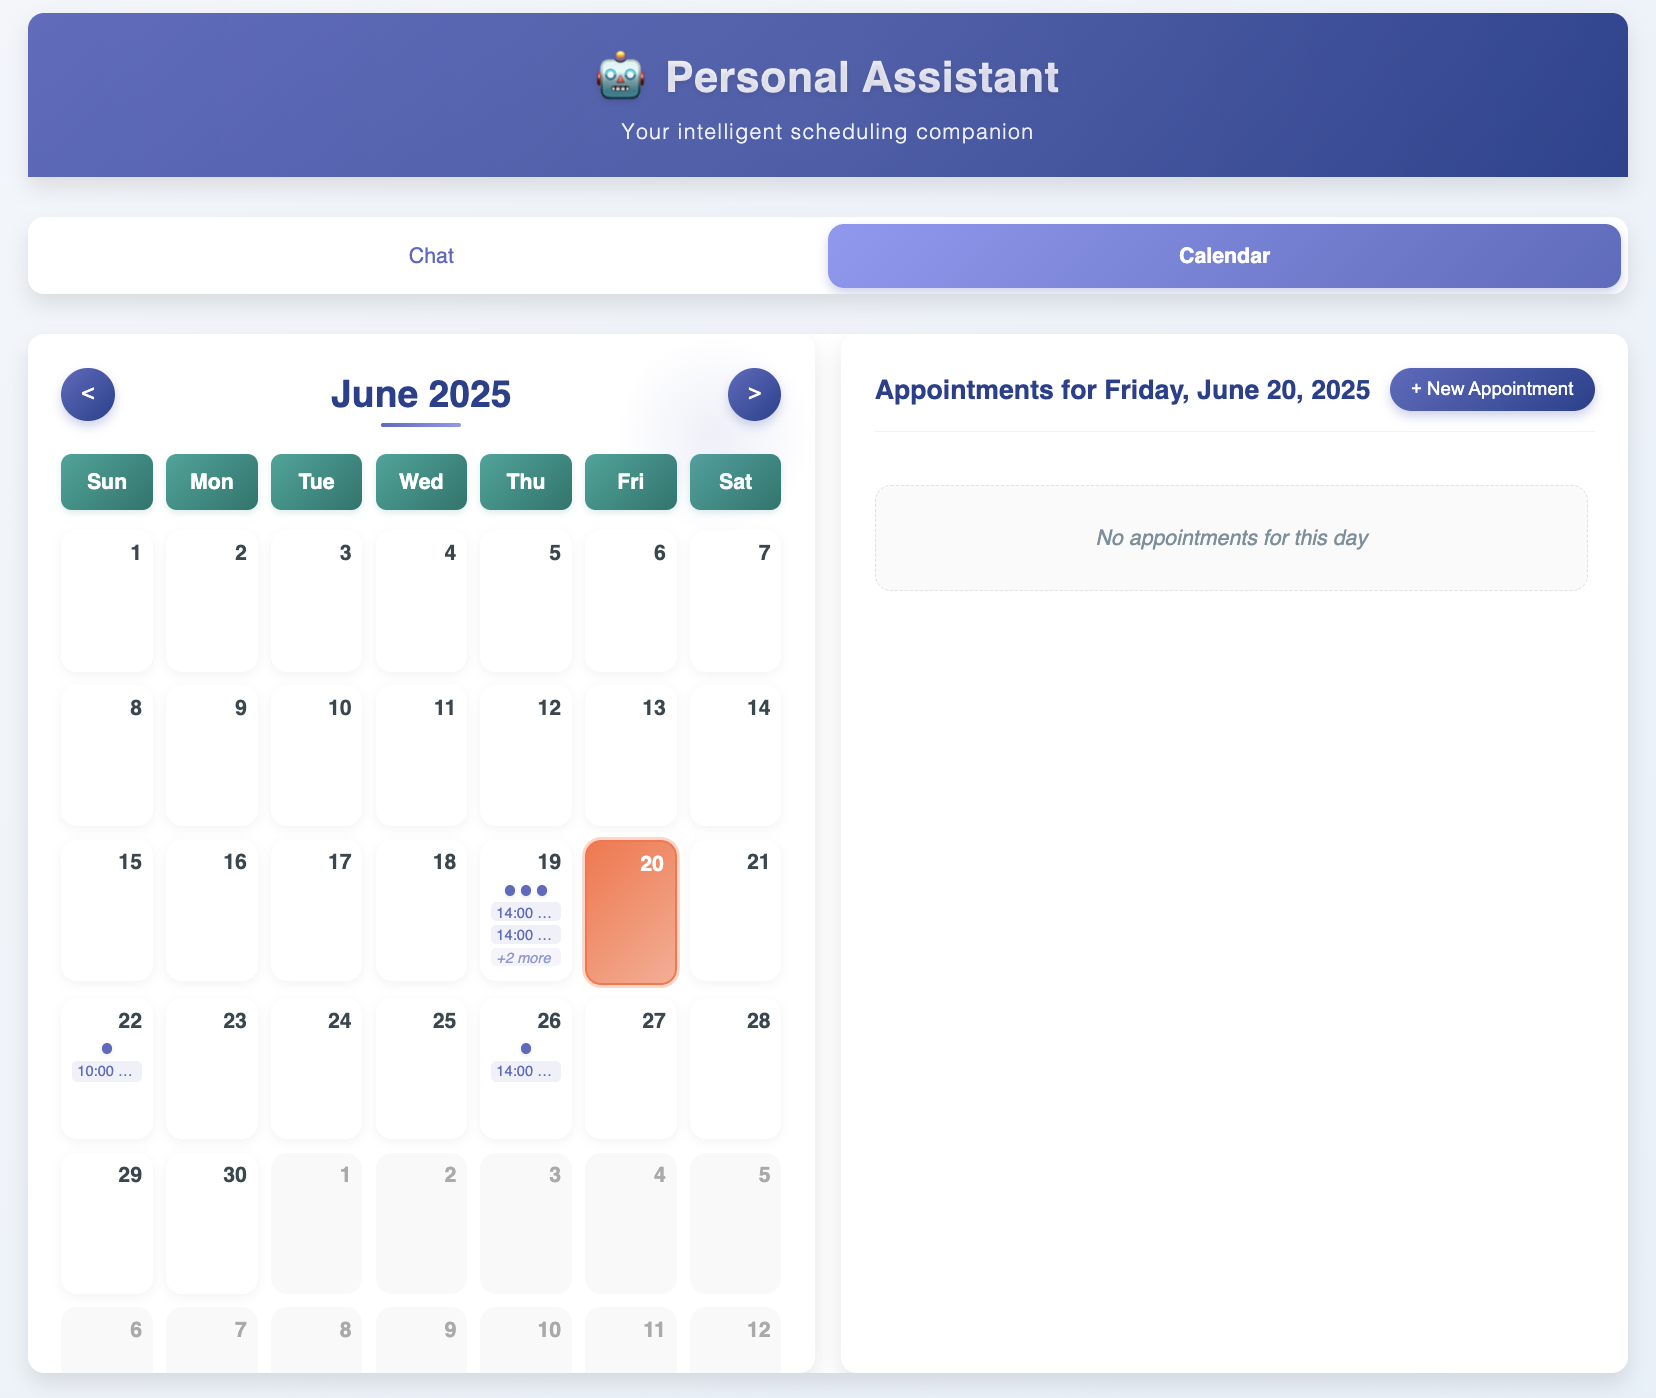 Personal Assistant
Your intelligent scheduling companion
Chat
Calendar
<
June 2025
>
Sun Mon Tue Wed Thu Fri Sat
1 2 3 4 5 6 7
8 9 10 11 12 13 14
15 16 17 18 19 20 21
14:00 ...
14:00 ...
+2 more
22 23 24 25 26 27 28
10:00 ... 14:00 ...
29 30 1 2 3 4 5
6 7 8 9 10 11 12
Appointments for Friday, June 20, 2025
+ New Appointment
No appointments for this day